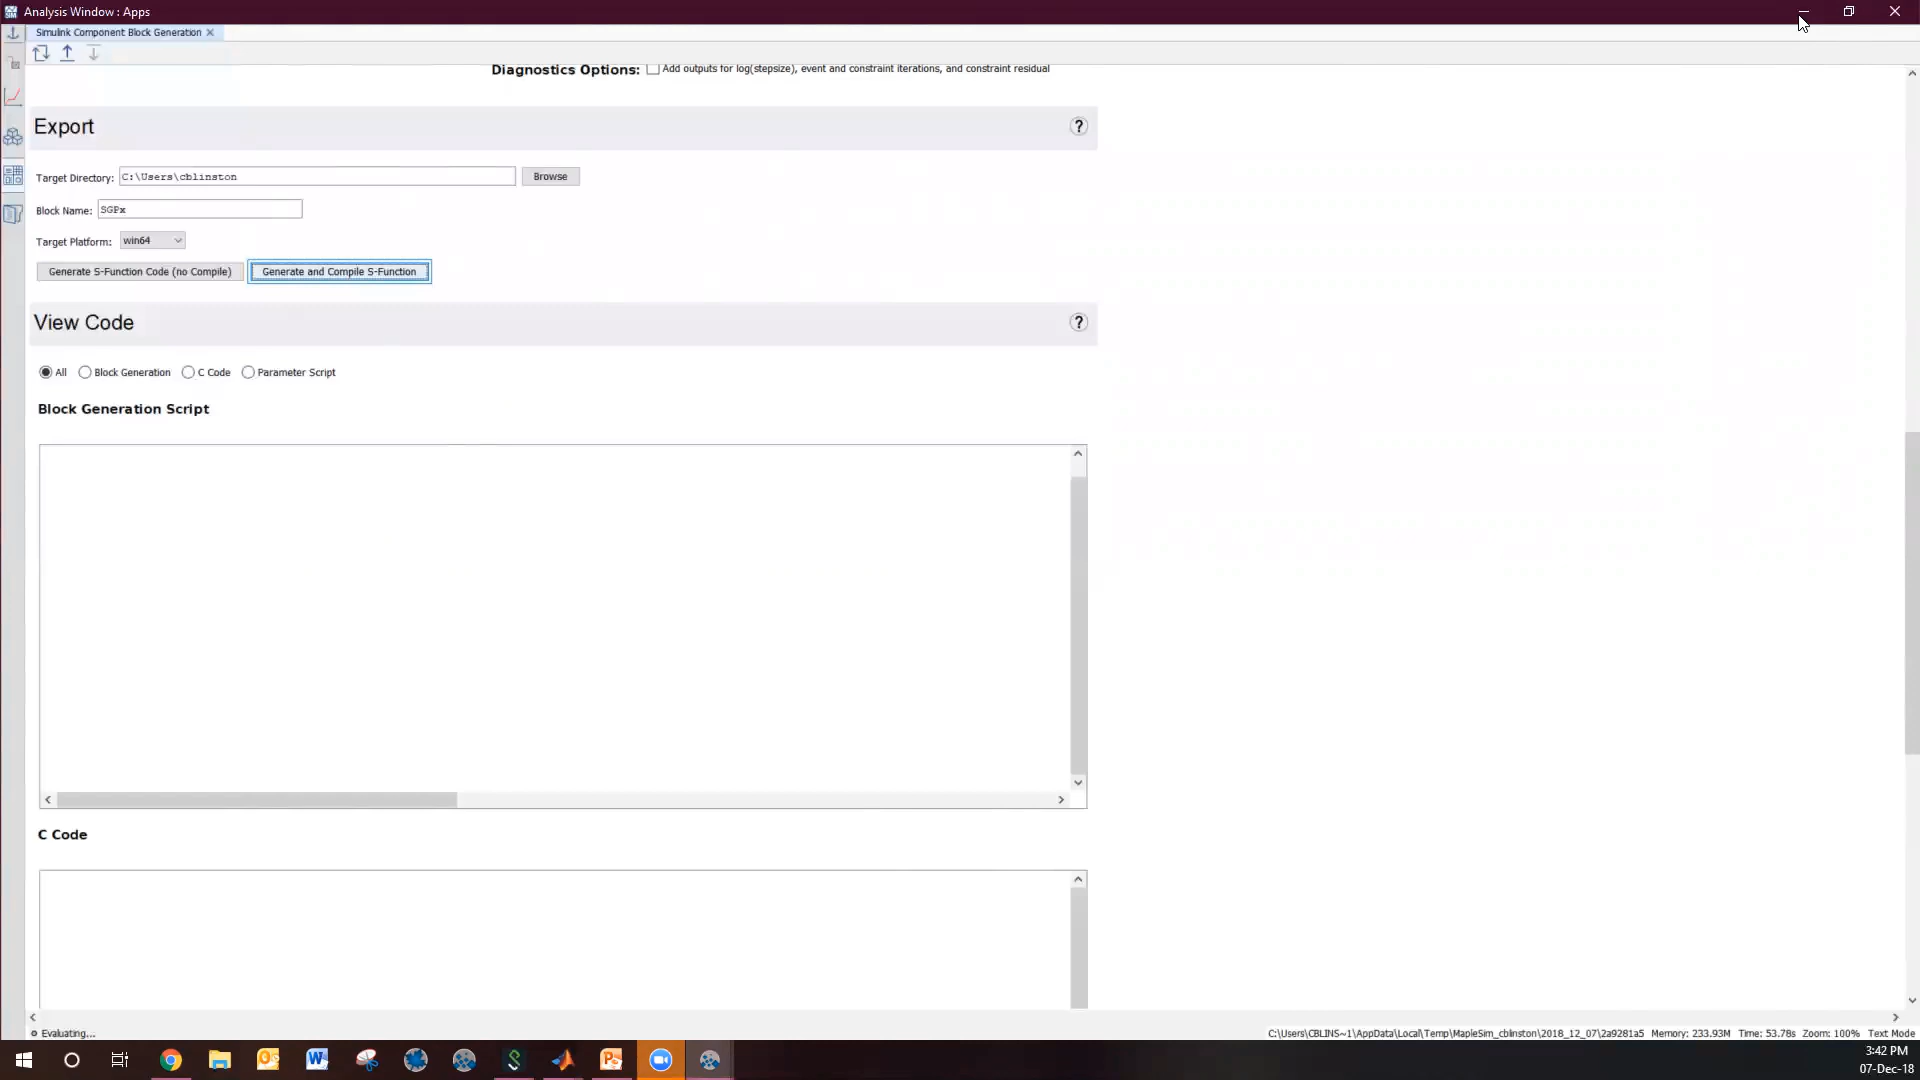 Analysis Window : Apps
Simulink Component Block Generation
Diagnostics Options: Add outputs for log(stepsize), event and constraint iterations, and constraint residual
Export
?
Target Directory: C:\Users\cblinston Browse
Block Name: SGPx
Target Platform: win64
Generate S-Function Code (no Compile) Generate and Compile S-Function
View Code
?
All Block Generation C Code Parameter Script
Block Generation Script
C Code
Evaluating...
C:\Users\CBLINS~1\AppData\Local\Temp\MapleSim_cblinston\2018_12_07\2a9281a5 Memory: 233.93M Time: 53.78s Zoom: 100% Text Mode
3:42 PM
07-Dec-18